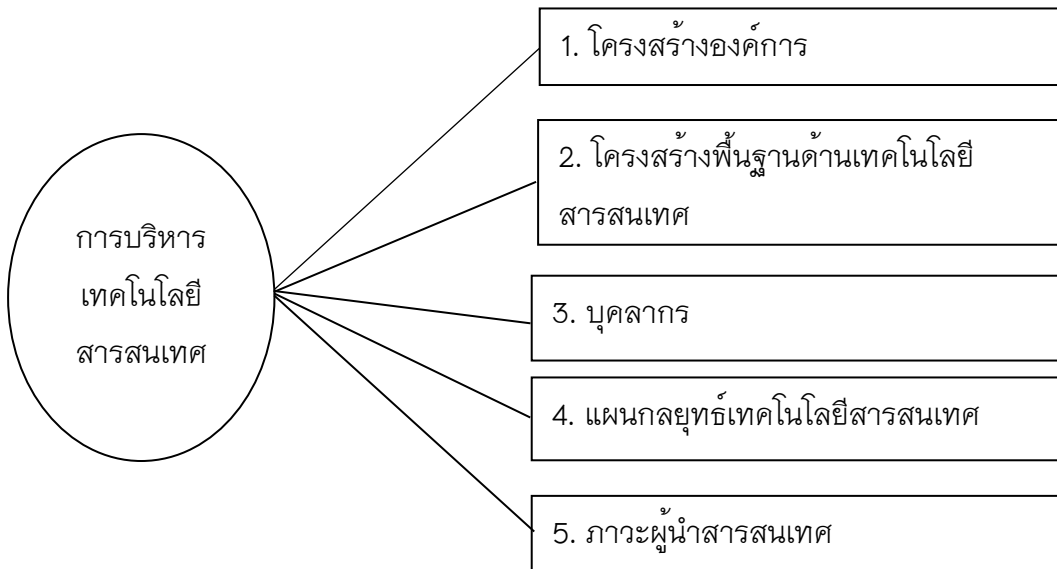 การบริหาร
เทคโนโลยี
สารสนเทศ
1. โครงสร้างองค์การ
2. โครงสร้างพื้นฐานด้านเทคโนโลยี
สารสนเทศ
3. บุคลากร
4. แผนกลยุทธ์เทคโนโลยีสารสนเทศ
5. ภาวะผู้นำสารสนเทศ